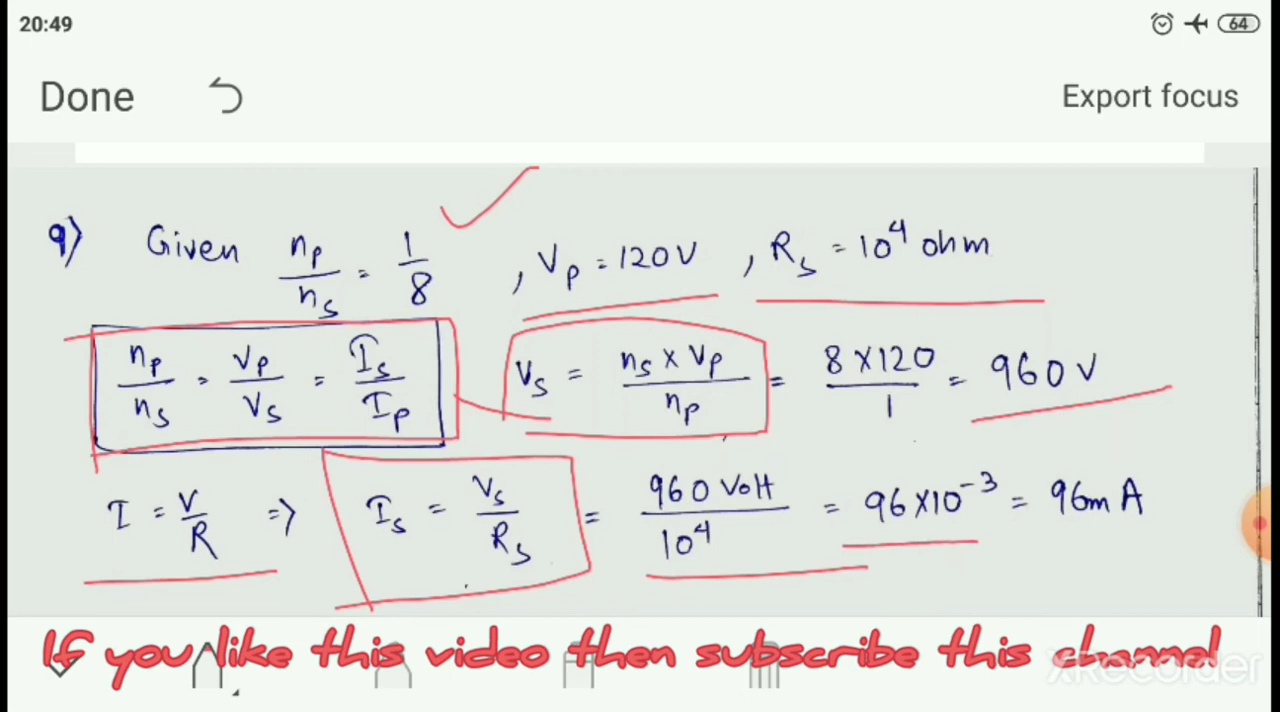 20:49 64
Done Export focus
9) Given np/ns = 1/8 , Vp = 120V , Rs = 10⁴ ohm
np/ns = Vp/Vs = Is/Ip Vs = ns × Vp / np = 8 × 120 / 1 = 960 V
I = V/R => Is = Vs/Rs = 960 Volt / 10⁴ = 96×10⁻³ = 96m A
If you like this video then subscribe this channel
XRecorder